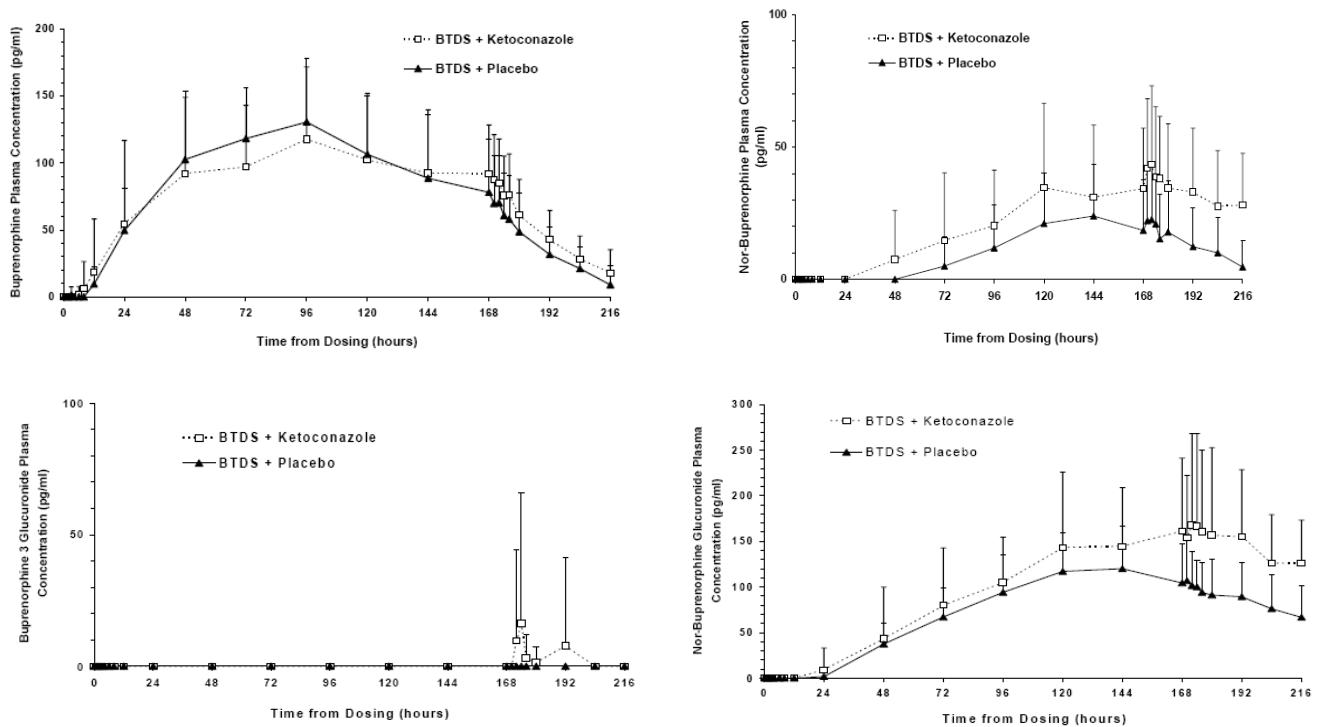 Buprenorphine Plasma Concentration (pg/ml)
200
150
100
50
0
BTDS + Ketoconazole
BTDS + Placebo
0 24 48 72 96 120 144 168 192 216
Time from Dosing (hours)
Nor-Buprenorphine Plasma Concentration
(pg/ml)
100
50
0
BTDS + Ketoconazole
BTDS + Placebo
0 24 48 72 96 120 144 168 192 216
Time from Dosing (hours)
Buprenorphine 3 Glucuronide Plasma
Concentration (pg/ml)
100
50
0
BTDS + Ketoconazole
BTDS + Placebo
0 24 48 72 96 120 144 168 192 216
Time from Dosing (hours)
Nor-Buprenorphine Glucuronide Plasma
Concentration (pg/ml)
300
250
200
150
100
50
0
BTDS + Ketoconazole
BTDS + Placebo
0 24 48 72 96 120 144 168 192 216
Time from Dosing (hours)